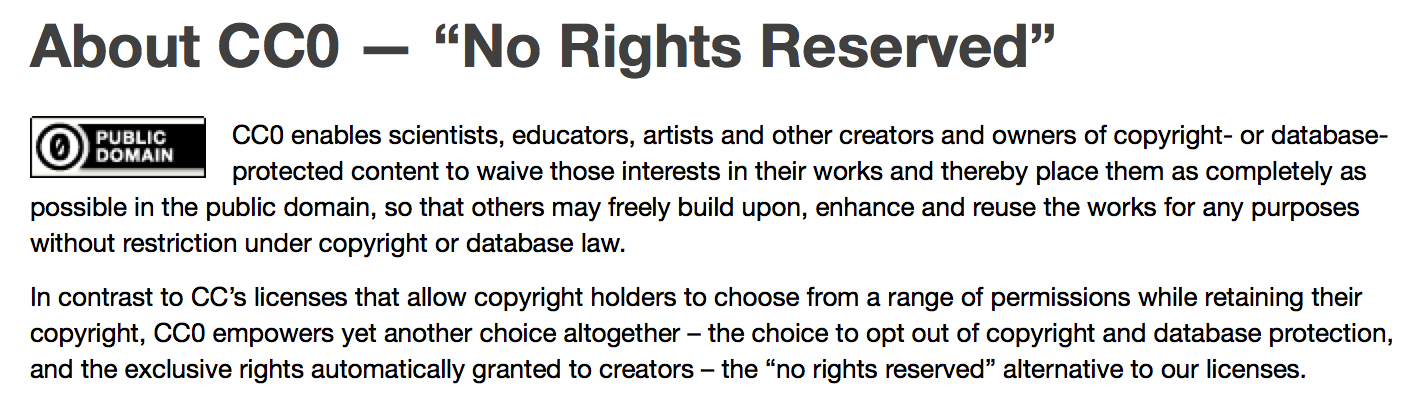 About CC0 — “No Rights Reserved”
PUBLIC
DOMAIN
CC0 enables scientists, educators, artists and other creators and owners of copyright- or database-
protected content to waive those interests in their works and thereby place them as completely as
possible in the public domain, so that others may freely build upon, enhance and reuse the works for any purposes
without restriction under copyright or database law.
In contrast to CC’s licenses that allow copyright holders to choose from a range of permissions while retaining their
copyright, CC0 empowers yet another choice altogether – the choice to opt out of copyright and database protection,
and the exclusive rights automatically granted to creators – the “no rights reserved” alternative to our licenses.